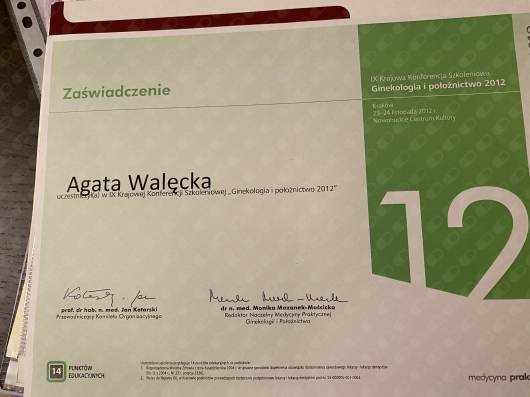 Zaświadczenie
IX Krajowa Konferencja Szkoleniowa
Ginekologia i położnictwo 2012
Kraków
23-24 listopada 2012 r.
Nowohuckie Centrum Kultury
Agata Walęcka
uczestniczył(a) w IX Krajowej Konferencji Szkoleniowej „Ginekologia i położnictwo 2012”
12
prof. dr hab. n. med. Jan Kotarski
Przewodniczący Komitetu Organizacyjnego
dr n. med. Monika Mazanek-Mościcka
Redaktor Naczelny Medycyny Praktycznej
Ginekologii i Położnictwa
14 PUNKTÓW
EDUKACYJNYCH
medycyna